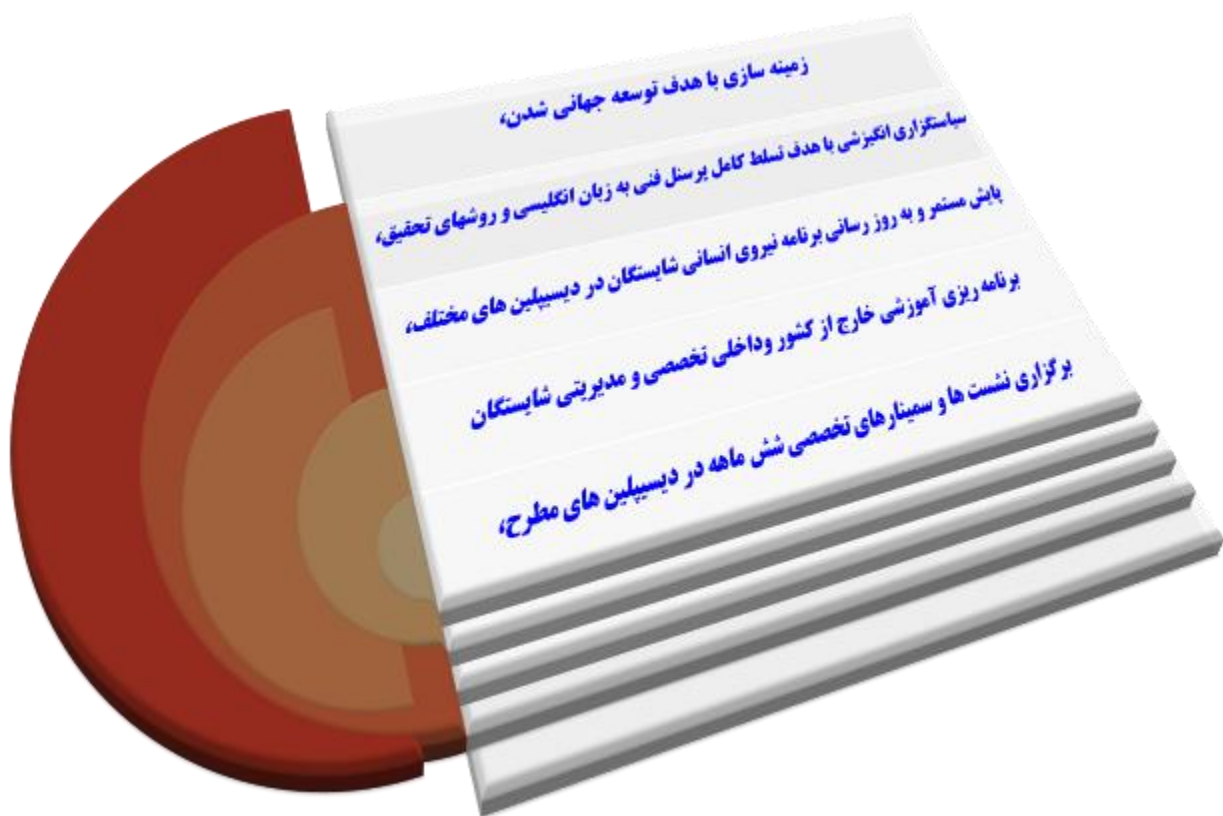 زمینه سازی با هدف توسعه جهانی شدن،
سیاستگزاری انگیزشی با هدف تسلط کامل پرسنل فنی به زبان انگلیسی و روشهای تحقیق،
پایش مستمر و به روز رسانی برنامه نیروی انسانی شایستگان در دیسیپلین های مختلف،
برنامه ریزی آموزشی خارج از کشور وداخلی تخصصی و مدیریتی شایستگان
برگزاری نشست ها و سمینارهای تخصصی شش ماهه در دیسیپلین های مطرح،